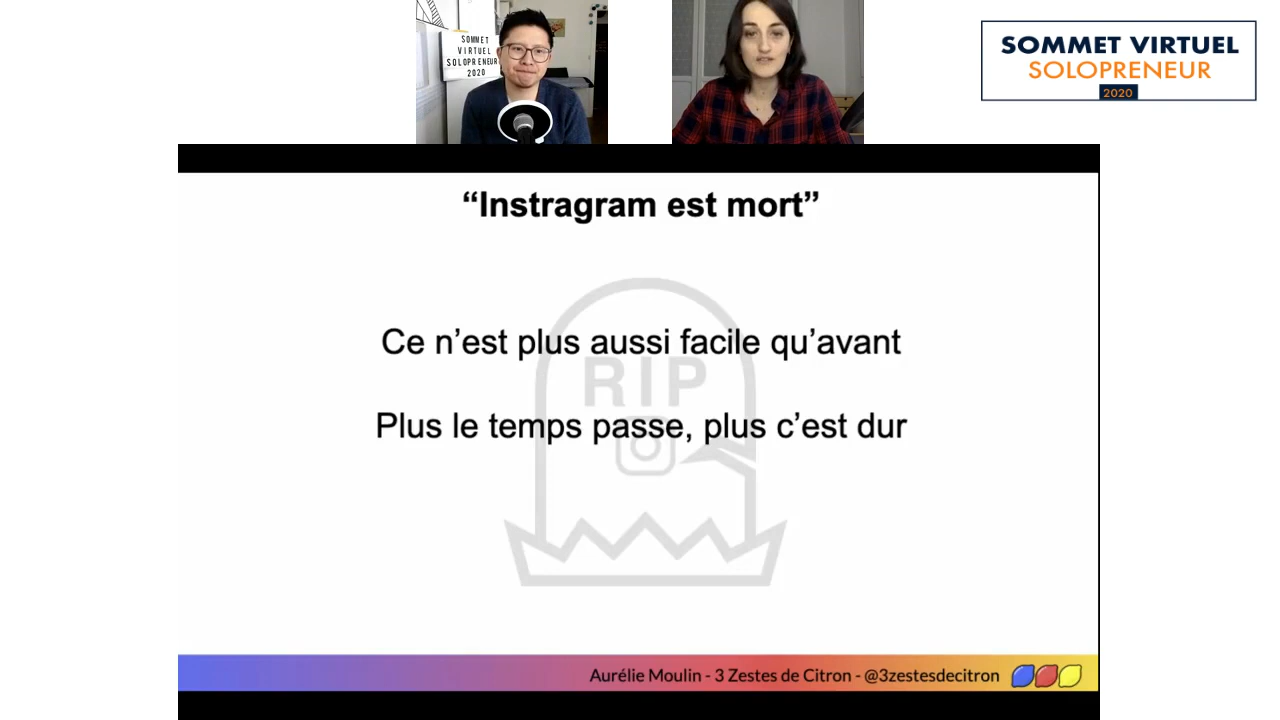 SOMMET
VIRTUEL
SOLOPRENEUR
2020
SOMMET VIRTUEL
SOLOPRENEUR
2020
“Instragram est mort”
Ce n’est plus aussi facile qu’avant
RIP
Plus le temps passe, plus c’est dur
Aurélie Moulin - 3 Zestes de Citron - @3zestesdecitron